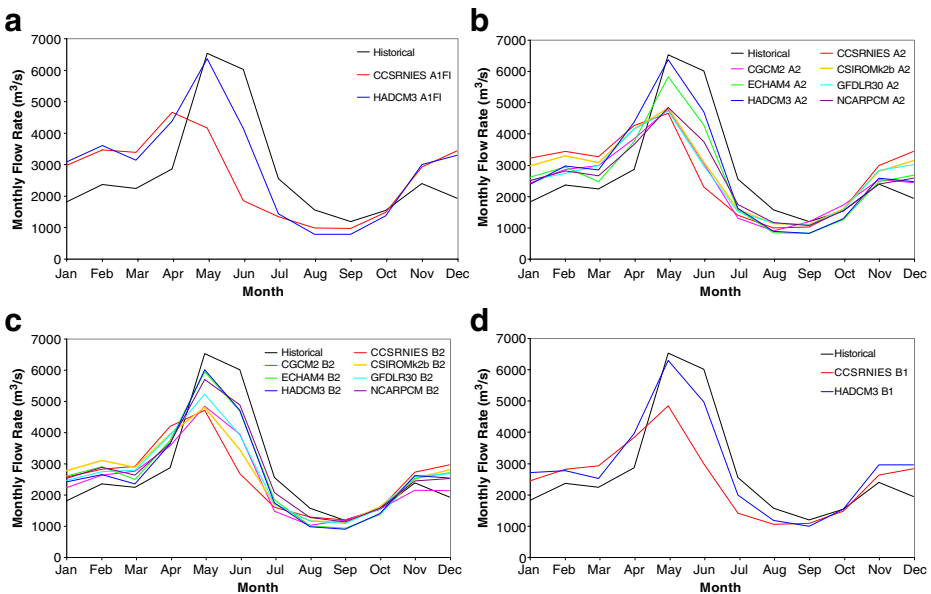 a
Monthly Flow Rate (m³/s)
7000
6000
5000
4000
3000
2000
1000
0
Jan Feb Mar Apr May Jun Jul Aug Sep Oct Nov Dec
Month
Historical
CCSRNIES A1FI
HADCM3 A1FI
b
Monthly Flow Rate (m³/s)
7000
6000
5000
4000
3000
2000
1000
0
Jan Feb Mar Apr May Jun Jul Aug Sep Oct Nov Dec
Month
Historical
CGCM2 A2
ECHAM4 A2
HADCM3 A2
CCSRNIES A2
CSIROMk2b A2
GFDLR30 A2
NCARPCM A2
c
Monthly Flow Rate (m³/s)
7000
6000
5000
4000
3000
2000
1000
0
Jan Feb Mar Apr May Jun Jul Aug Sep Oct Nov Dec
Month
Historical
CGCM2 B2
ECHAM4 B2
HADCM3 B2
CCSRNIES B2
CSIROMk2b B2
GFDLR30 B2
NCARPCM B2
d
Monthly Flow Rate (m³/s)
7000
6000
5000
4000
3000
2000
1000
0
Jan Feb Mar Apr May Jun Jul Aug Sep Oct Nov Dec
Month
Historical
CCSRNIES B1
HADCM3 B1